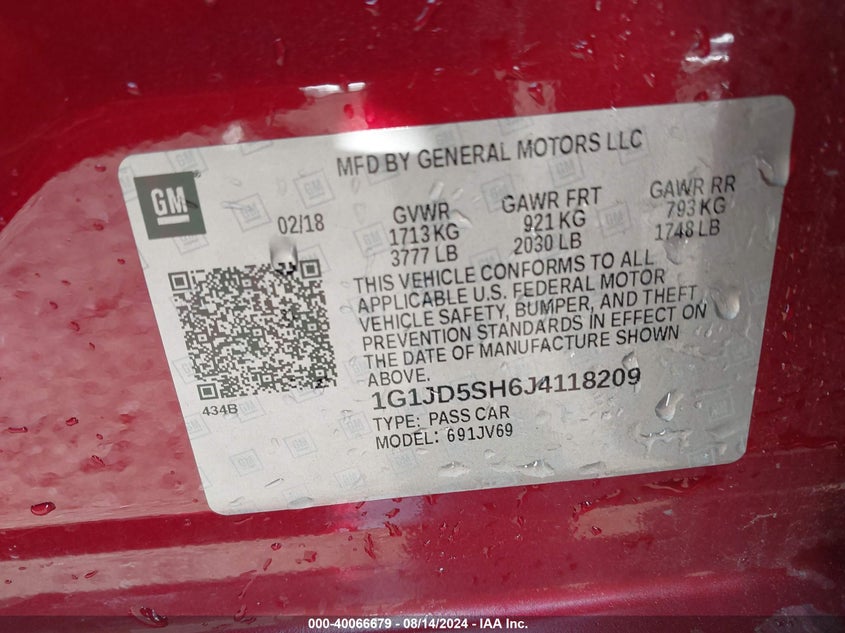 MFD BY GENERAL MOTORS LLC
GM
02/18
GVWR
1713 KG
3777 LB
GAWR FRT
921 KG
2030 LB
GAWR RR
793 KG
1748 LB
THIS VEHICLE CONFORMS TO ALL
APPLICABLE U.S. FEDERAL MOTOR
VEHICLE SAFETY, BUMPER, AND THEFT
PREVENTION STANDARDS IN EFFECT ON
THE DATE OF MANUFACTURE SHOWN
ABOVE.
434B
1G1JD5SH6J4118209
TYPE: PASS CAR
MODEL: 691JV69
000-40066679 - 08/14/2024 - IAA Inc.